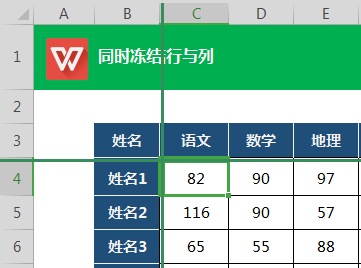 A B C D E
1 同时冻结行与列
2
3 姓名 语文 数学 地理
4 姓名1 82 90 97
5 姓名2 116 90 57
6 姓名3 65 55 88